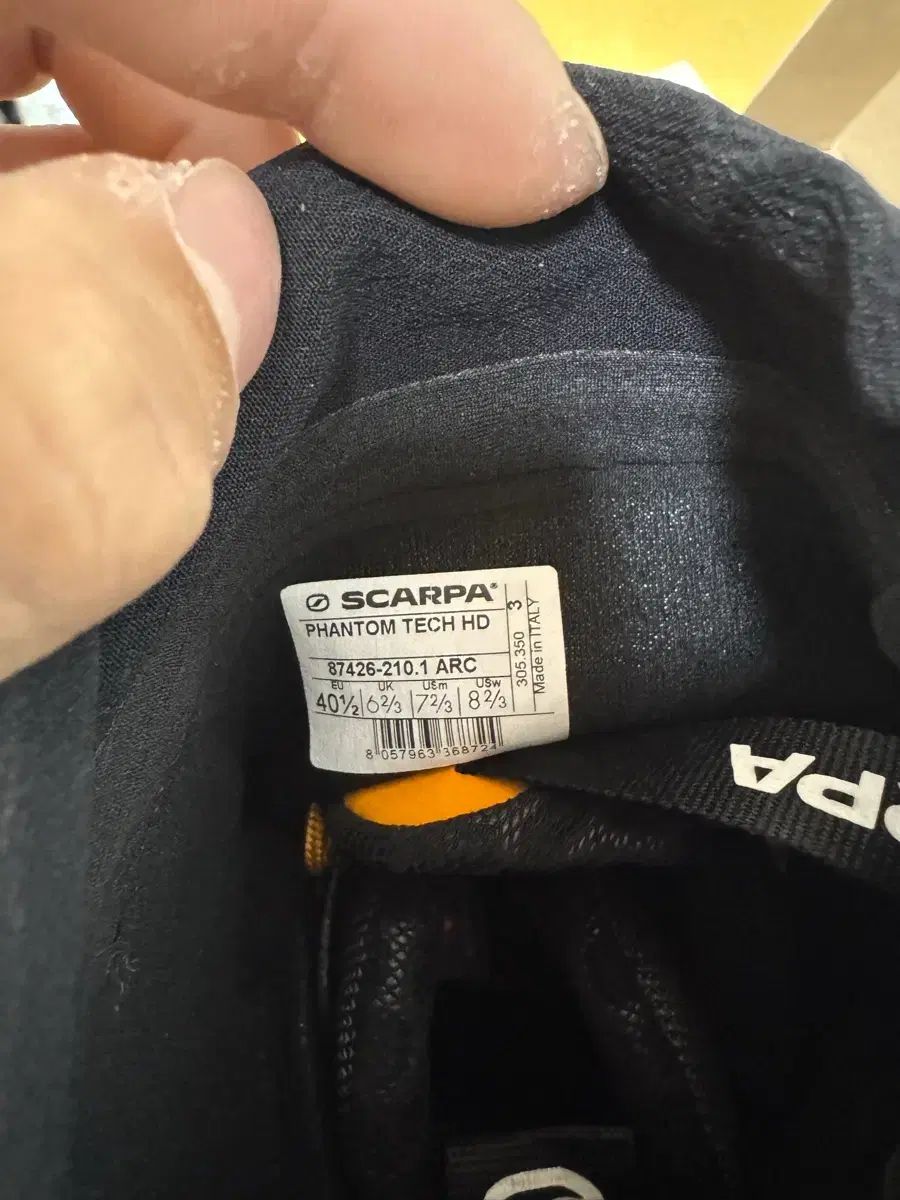 SCARPA®
PHANTOM TECH HD
87426-210.1 ARC
EU UK USm USw
40½ 6⅔ 7⅔ 8⅔
8 057963 368724
305.350 3
Made in ITALY
RPA